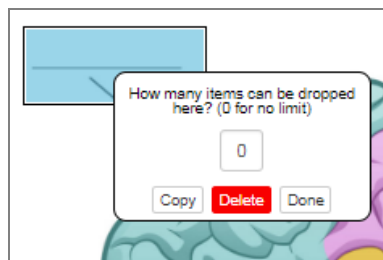 How many items can be dropped
here? (0 for no limit)
0
Copy Delete Done